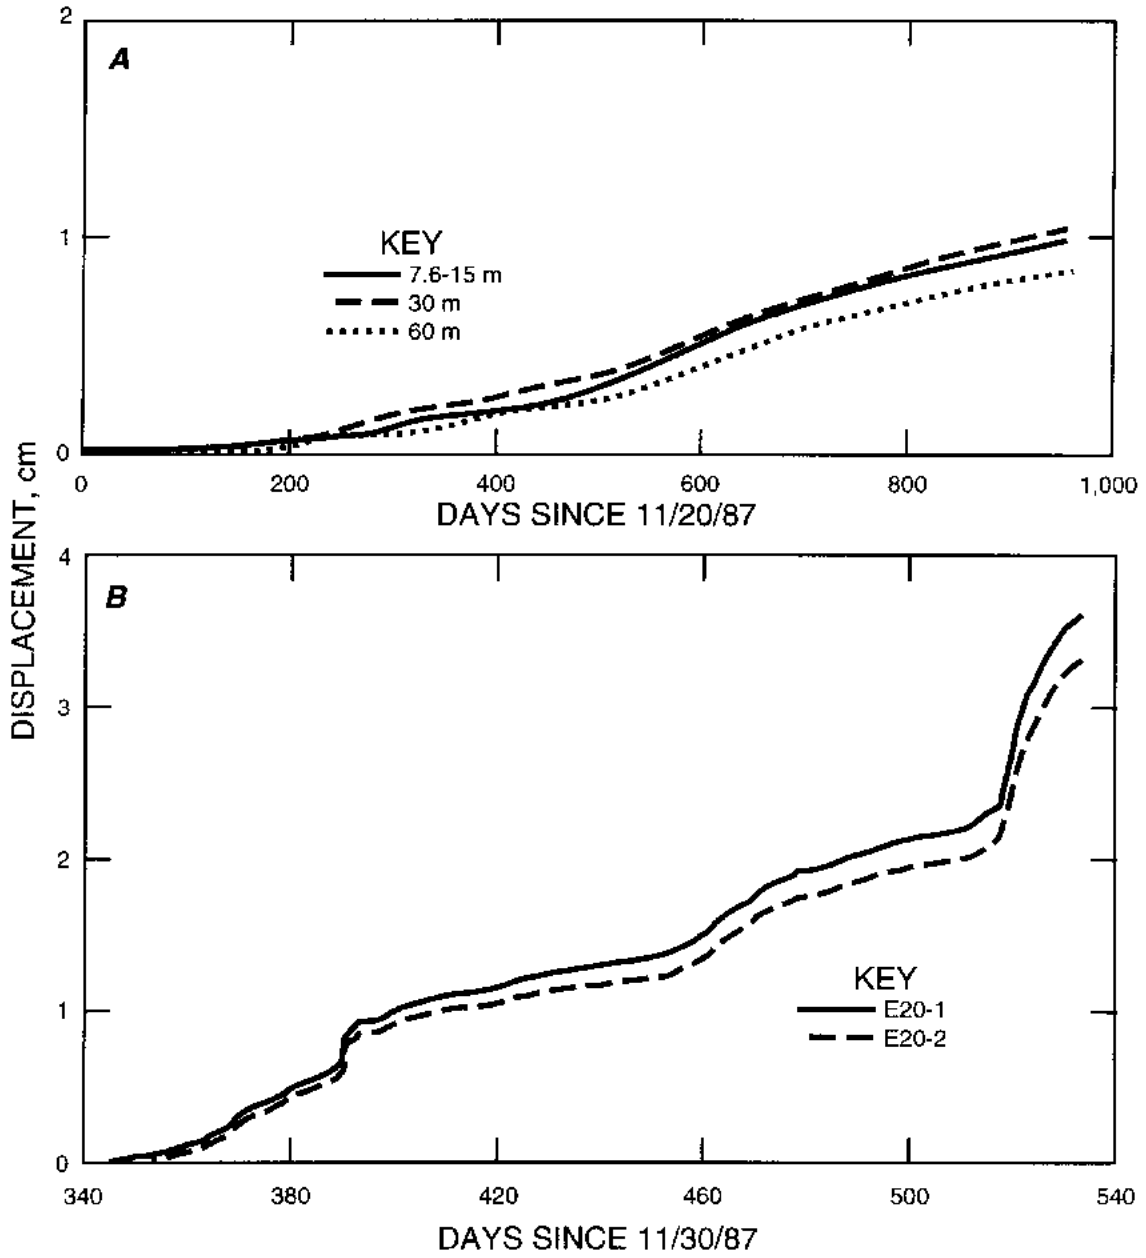 2
A
1
KEY
7.6-15 m
30 m
60 m
0
0 200 400 600 800 1,000
DAYS SINCE 11/20/87
DISPLACEMENT, cm
4
B
3
2
1
KEY
E20-1
E20-2
0
340 380 420 460 500 540
DAYS SINCE 11/30/87